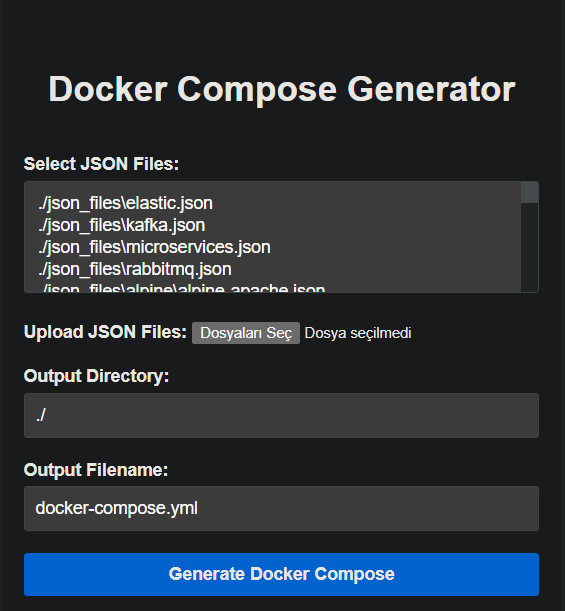 Docker Compose Generator
Select JSON Files:
./json_files\elastic.json
./json_files\kafka.json
./json_files\microservices.json
./json_files\rabbitmq.json
./json_files\alpine\alpine-apache.json
Upload JSON Files: Dosyaları Seç Dosya seçilmedi
Output Directory:
./
Output Filename:
docker-compose.yml
Generate Docker Compose